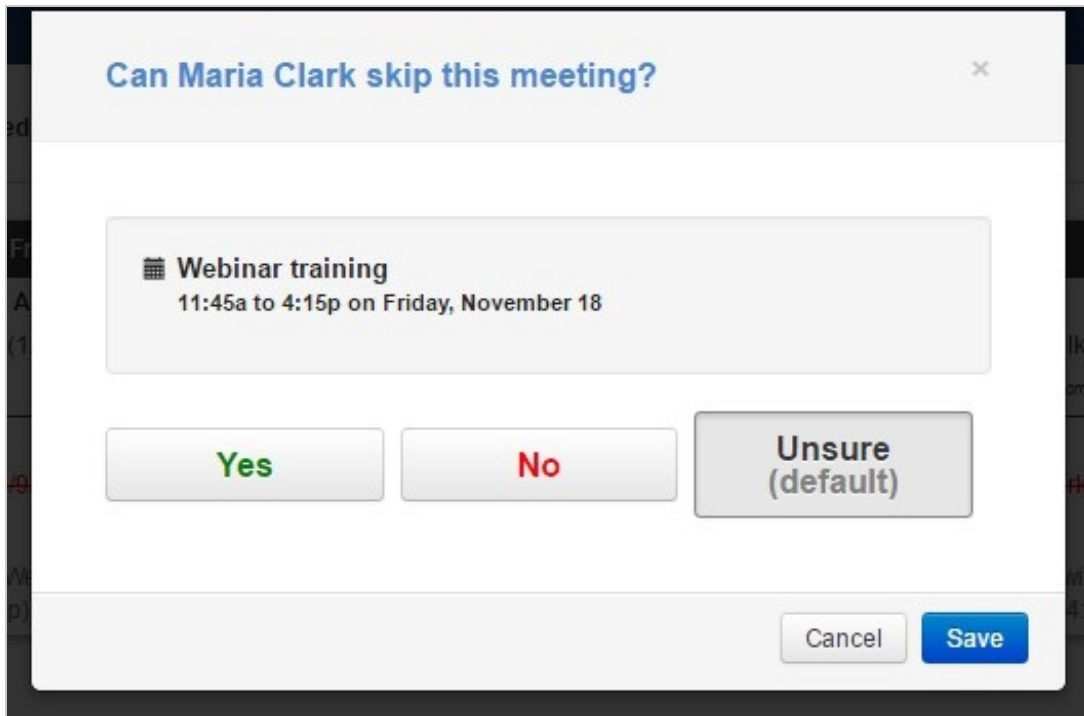 Can Maria Clark skip this meeting?
×
Webinar training
11:45a to 4:15p on Friday, November 18
Yes
No
Unsure
(default)
Cancel
Save